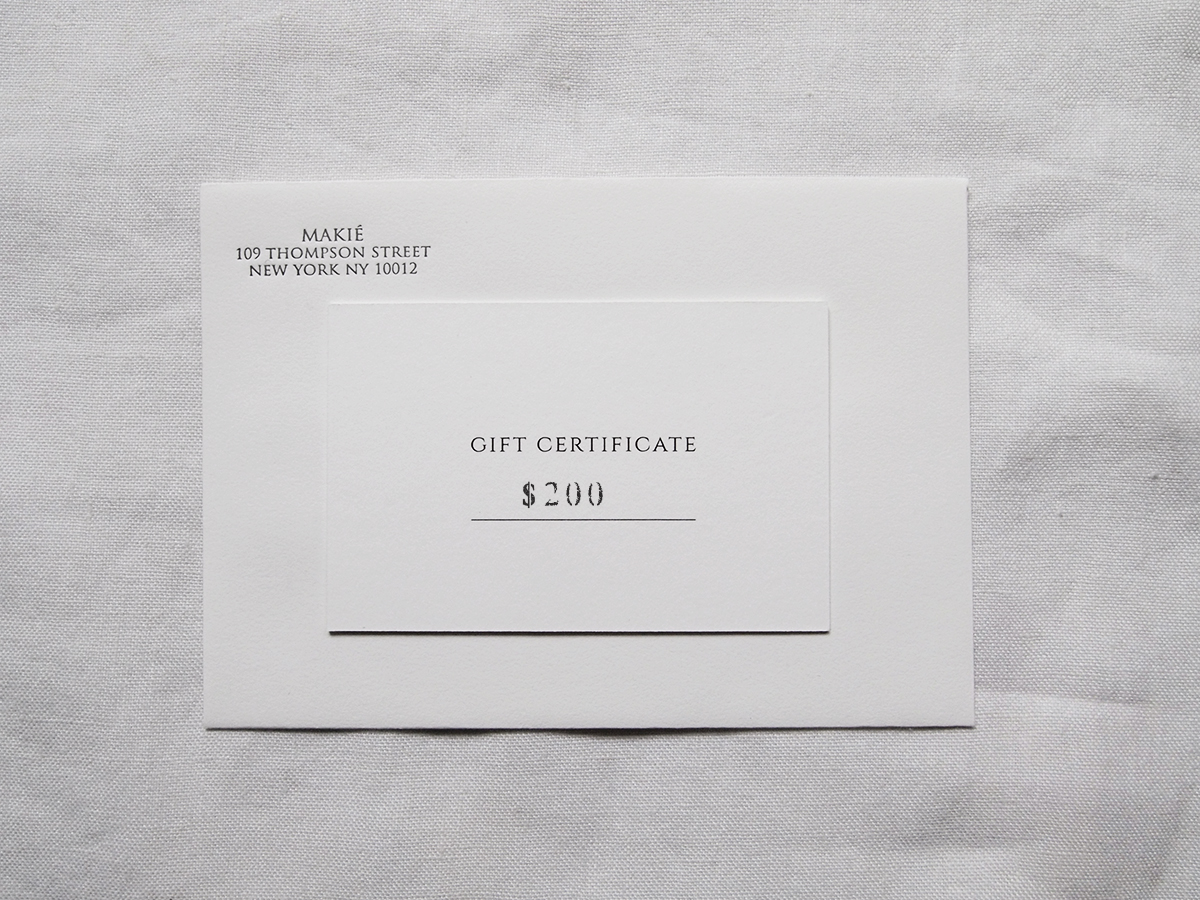 MAKIÉ
109 THOMPSON STREET
NEW YORK NY 10012
GIFT CERTIFICATE
$200